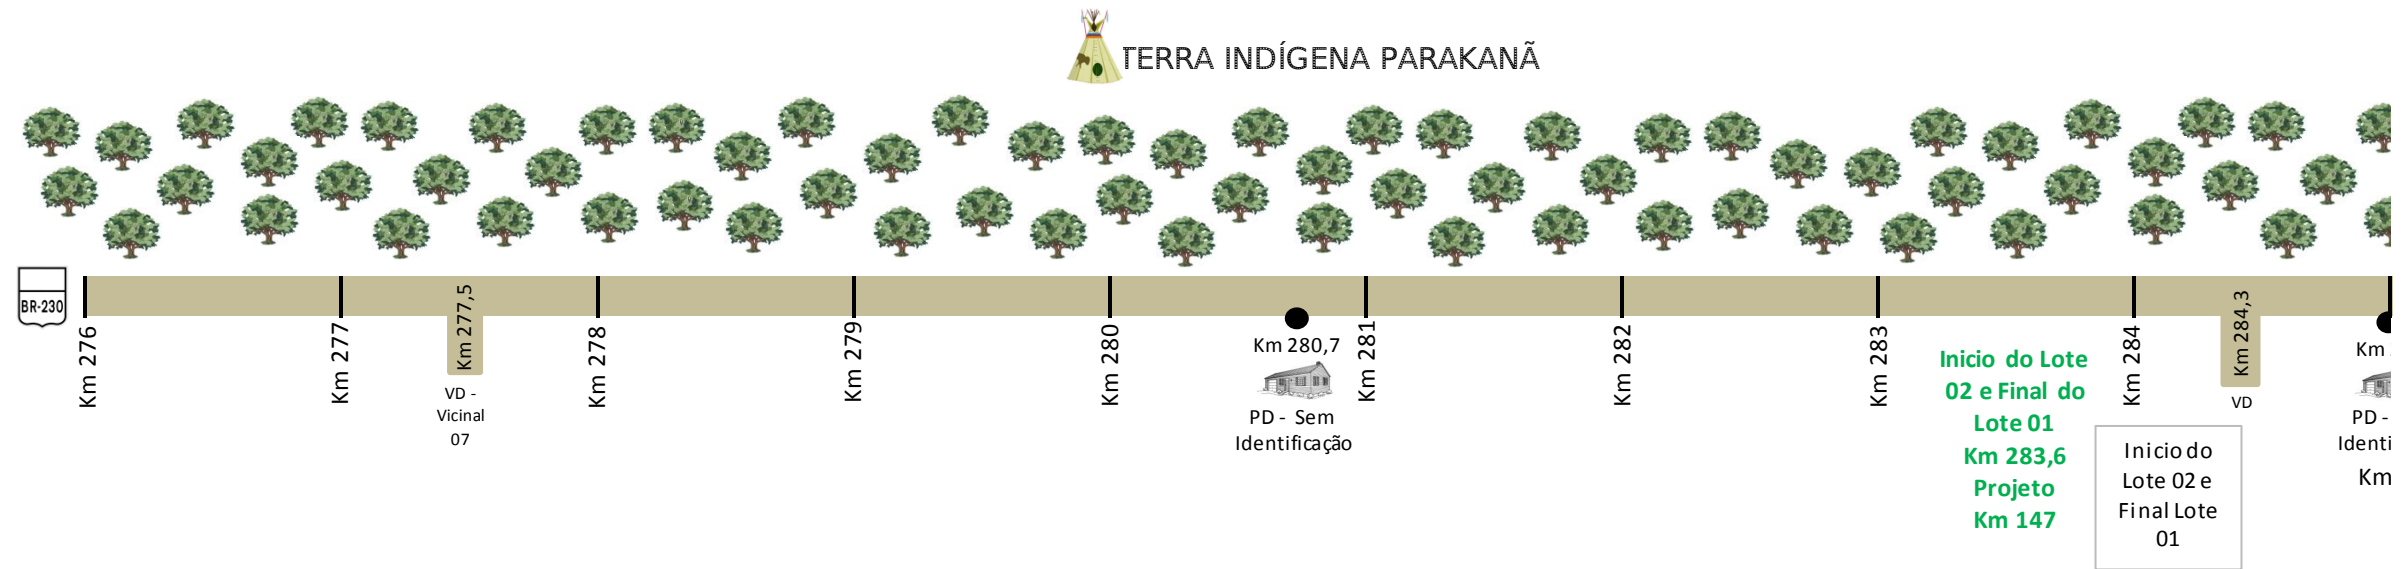 TERRA INDÍGENA PARAKANÃ
BR-230
Km 276
Km 277
Km 277,5
VD -
Vicinal
07
Km 278
Km 279
Km 280
Km 280,7
PD - Sem
Identificação
Km 281
Km 282
Km 283
Inicio do Lote
02 e Final do
Lote 01
Km 283,6
Projeto
Km 147
Km 284
Inicio do
Lote 02 e
Final Lote
01
Km 284,3
VD
Km
PD -
Km